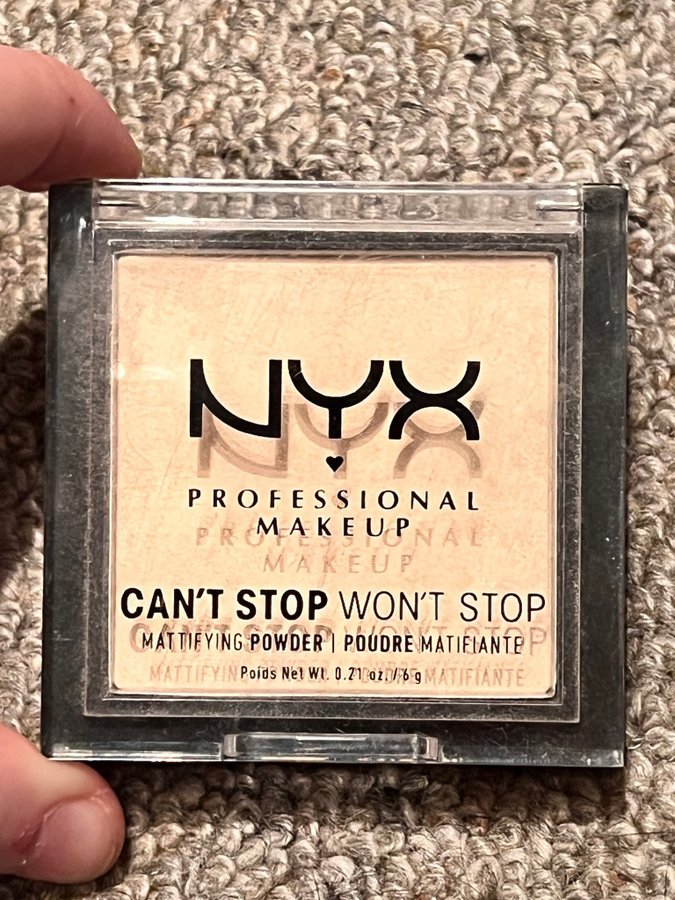 NYX
PROFESSIONAL
MAKEUP
CAN'T STOP WON'T STOP
MATTIFYING POWDER | POUDRE MATIFIANTE
Poids Net Wt. 0.21 oz. / 6 g